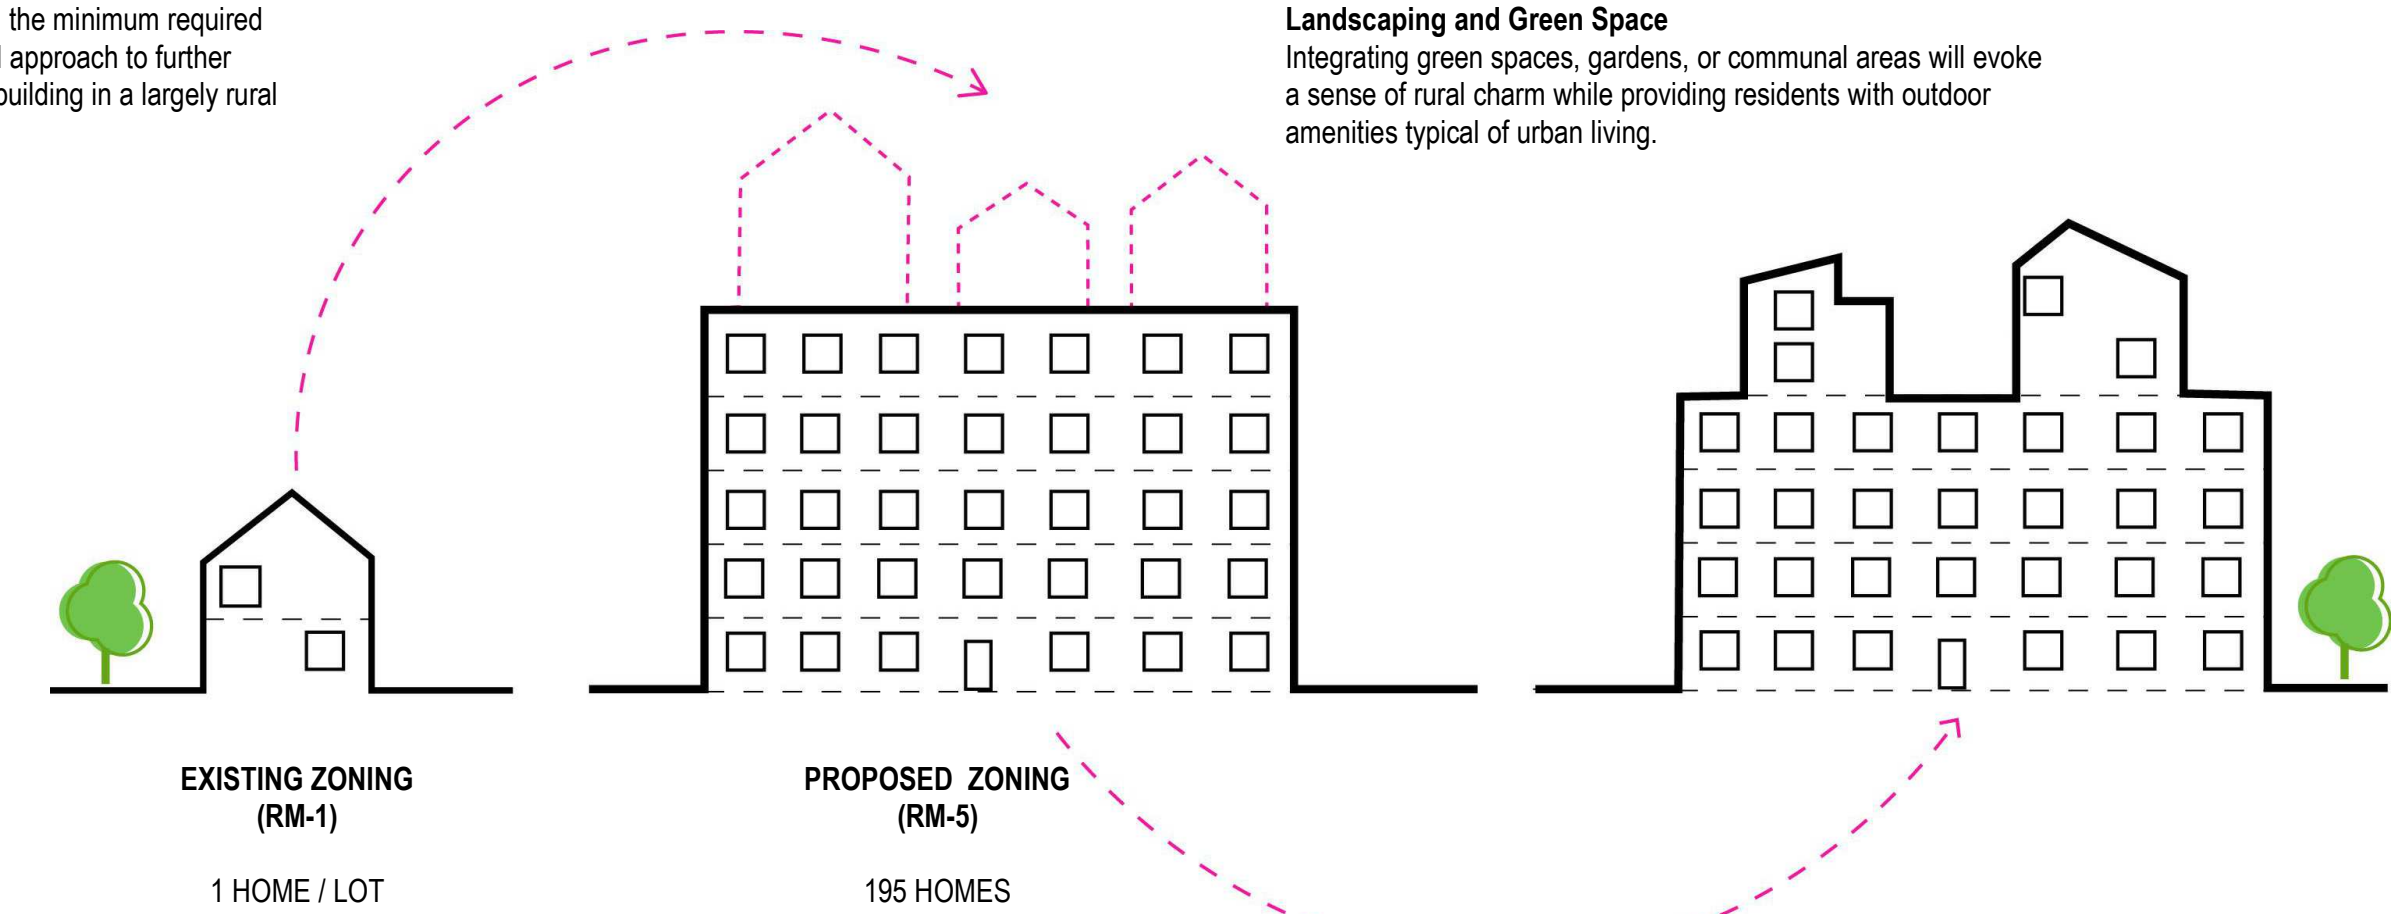 the minimum required
approach to further
building in a largely rural
Landscaping and Green Space
Integrating green spaces, gardens, or communal areas will evoke
a sense of rural charm while providing residents with outdoor
amenities typical of urban living.
EXISTING ZONING
(RM-1)
1 HOME / LOT
PROPOSED  ZONING
(RM-5)
195 HOMES